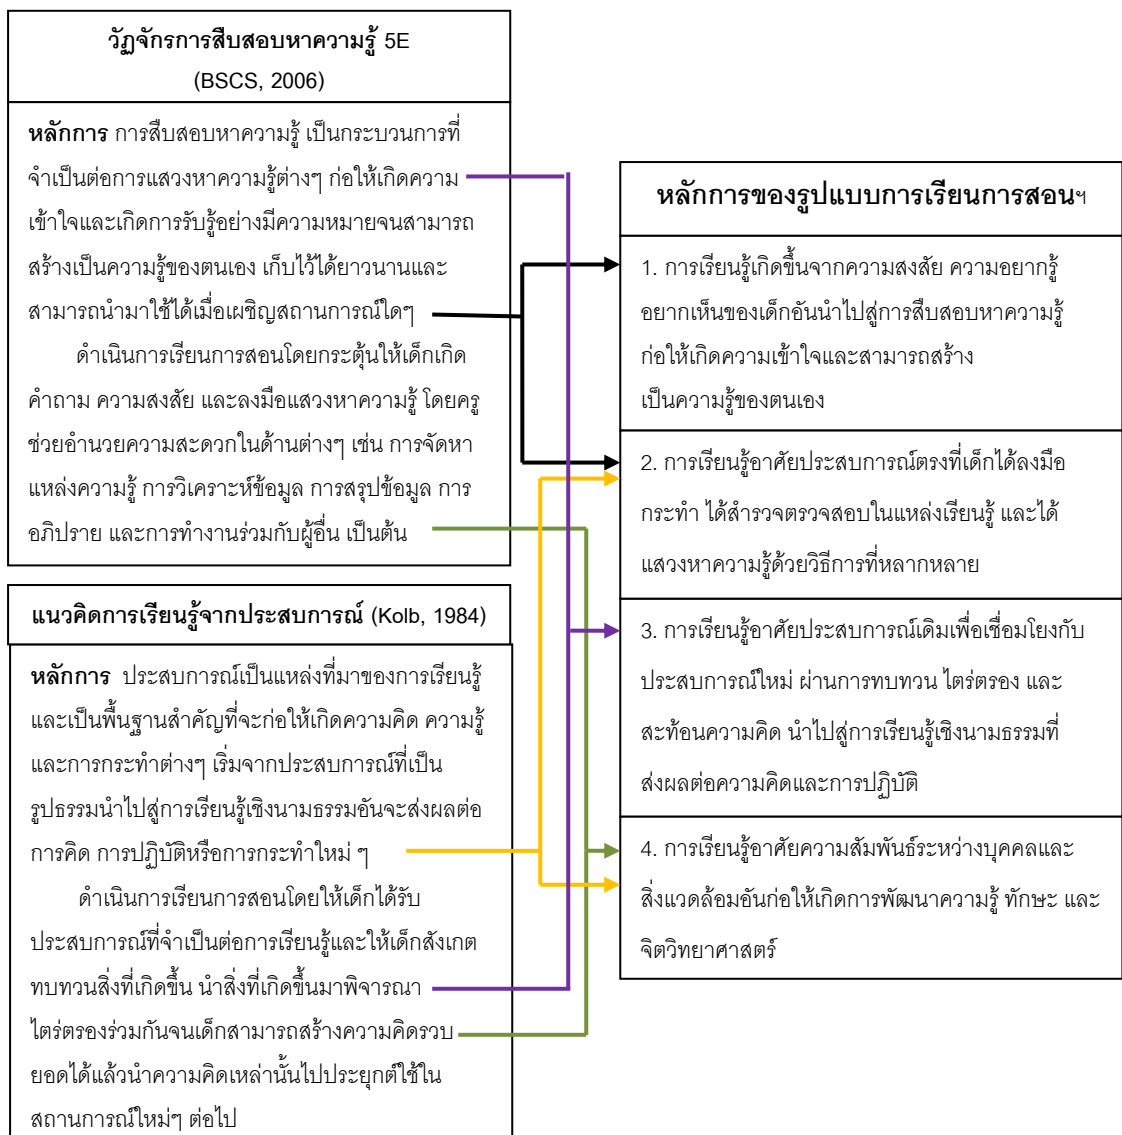 วัฏจักรการสืบสอบหาความรู้ 5E
(BSCS, 2006)
หลักการ การสืบสอบหาความรู้ เป็นกระบวนการที่
จำเป็นต่อการแสวงหาความรู้ต่างๆ ก่อให้เกิดความ
เข้าใจและเกิดการรับรู้อย่างมีความหมายจนสามารถ
สร้างเป็นความรู้ของตนเอง เก็บไว้ได้ยาวนานและ
สามารถนำมาใช้ได้เมื่อเผชิญสถานการณ์ใดๆ
ดำเนินการเรียนการสอนโดยกระตุ้นให้เด็กเกิด
คำถาม ความสงสัย และลงมือแสวงหาความรู้ โดยครู
ช่วยอำนวยความสะดวกในด้านต่างๆ เช่น การจัดหา
แหล่งความรู้ การวิเคราะห์ข้อมูล การสรุปข้อมูล การ
อภิปราย และการทำงานร่วมกับผู้อื่น เป็นต้น
แนวคิดการเรียนรู้จากประสบการณ์ (Kolb, 1984)
หลักการ ประสบการณ์เป็นแหล่งที่มาของการเรียนรู้
และเป็นพื้นฐานสำคัญที่จะก่อให้เกิดความคิด ความรู้
และการกระทำต่างๆ เริ่มจากประสบการณ์ที่เป็น
รูปธรรมนำไปสู่การเรียนรู้เชิงนามธรรมอันจะส่งผลต่อ
การคิด การปฏิบัติหรือการกระทำใหม่ ๆ
ดำเนินการเรียนการสอนโดยให้เด็กได้รับ
ประสบการณ์ที่จำเป็นต่อการเรียนรู้และให้เด็กสังเกต
ทบทวนสิ่งที่เกิดขึ้น นำสิ่งที่เกิดขึ้นมาพิจารณา
ไตร่ตรองร่วมกันจนเด็กสามารถสร้างความคิดรวบ
ยอดได้แล้วนำความคิดเหล่านั้นไปประยุกต์ใช้ใน
สถานการณ์ใหม่ๆ ต่อไป
หลักการของรูปแบบการเรียนการสอนฯ
1. การเรียนรู้เกิดขึ้นจากความสงสัย ความอยากรู้
อยากเห็นของเด็กอันนำไปสู่การสืบสอบหาความรู้
ก่อให้เกิดความเข้าใจและสามารถสร้าง
เป็นความรู้ของตนเอง
2. การเรียนรู้อาศัยประสบการณ์ตรงที่เด็กได้ลงมือ
กระทำ ได้สำรวจตรวจสอบในแหล่งเรียนรู้ และได้
แสวงหาความรู้ด้วยวิธีการที่หลากหลาย
3. การเรียนรู้อาศัยประสบการณ์เดิมเพื่อเชื่อมโยงกับ
ประสบการณ์ใหม่ ผ่านการทบทวน ไตร่ตรอง และ
สะท้อนความคิด นำไปสู่การเรียนรู้เชิงนามธรรมที่
ส่งผลต่อความคิดและการปฏิบัติ
4. การเรียนรู้อาศัยความสัมพันธ์ระหว่างบุคคลและ
สิ่งแวดล้อมอันก่อให้เกิดการพัฒนาความรู้ ทักษะ และ
จิตวิทยาศาสตร์